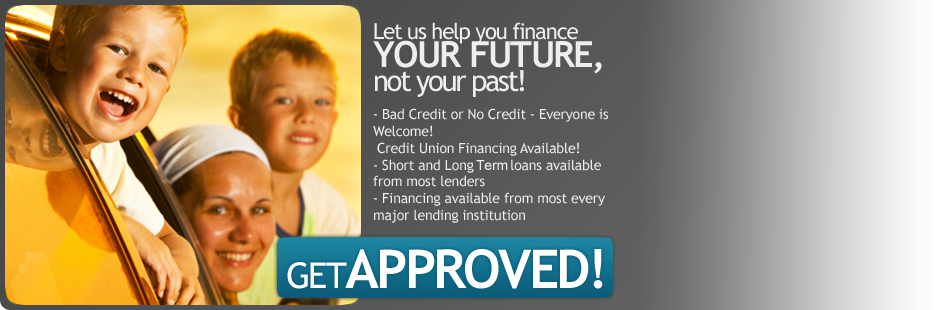 Let us help you finance
YOUR FUTURE,
not your past!
- Bad Credit or No Credit - Everyone is
Welcome!
Credit Union Financing Available!
- Short and Long Term loans available
from most lenders
- Financing available from most every
major lending institution
GET APPROVED!